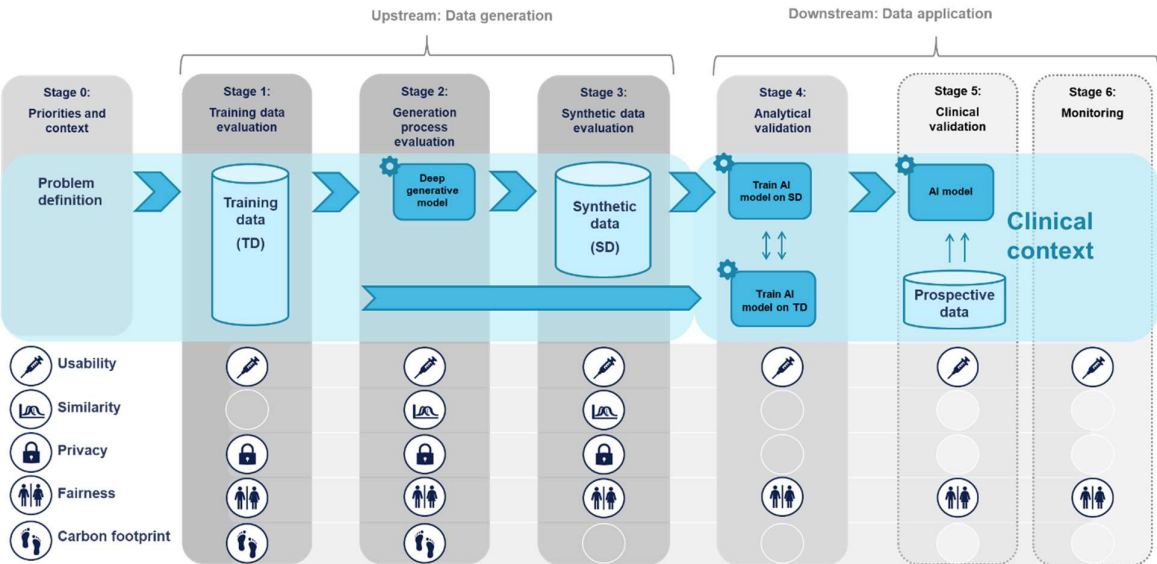 Upstream: Data generation
Downstream: Data application
Stage 0:
Priorities and
context
Stage 1:
Training data
evaluation
Stage 2:
Generation
process
evaluation
Stage 3:
Synthetic data
evaluation
Stage 4:
Analytical
validation
Stage 5:
Clinical
validation
Stage 6:
Monitoring
Problem
definition
Training
data
(TD)
Deep
generative
model
Synthetic
data
(SD)
Train AI
model on SD
Train AI
model on TD
AI model
Prospective
data
Clinical
context
Usability
Similarity
Privacy
Fairness
Carbon footprint